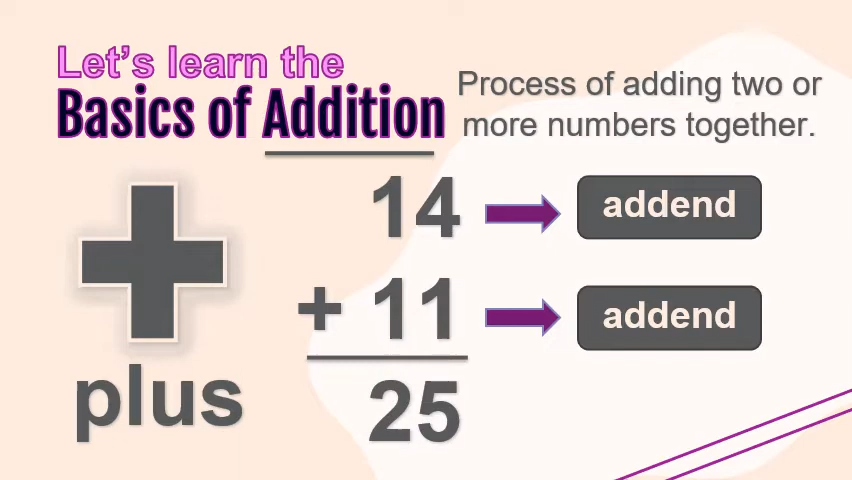 Let's learn the
Basics of Addition
Process of adding two or
more numbers together.
14
addend
+ 11
addend
25
plus